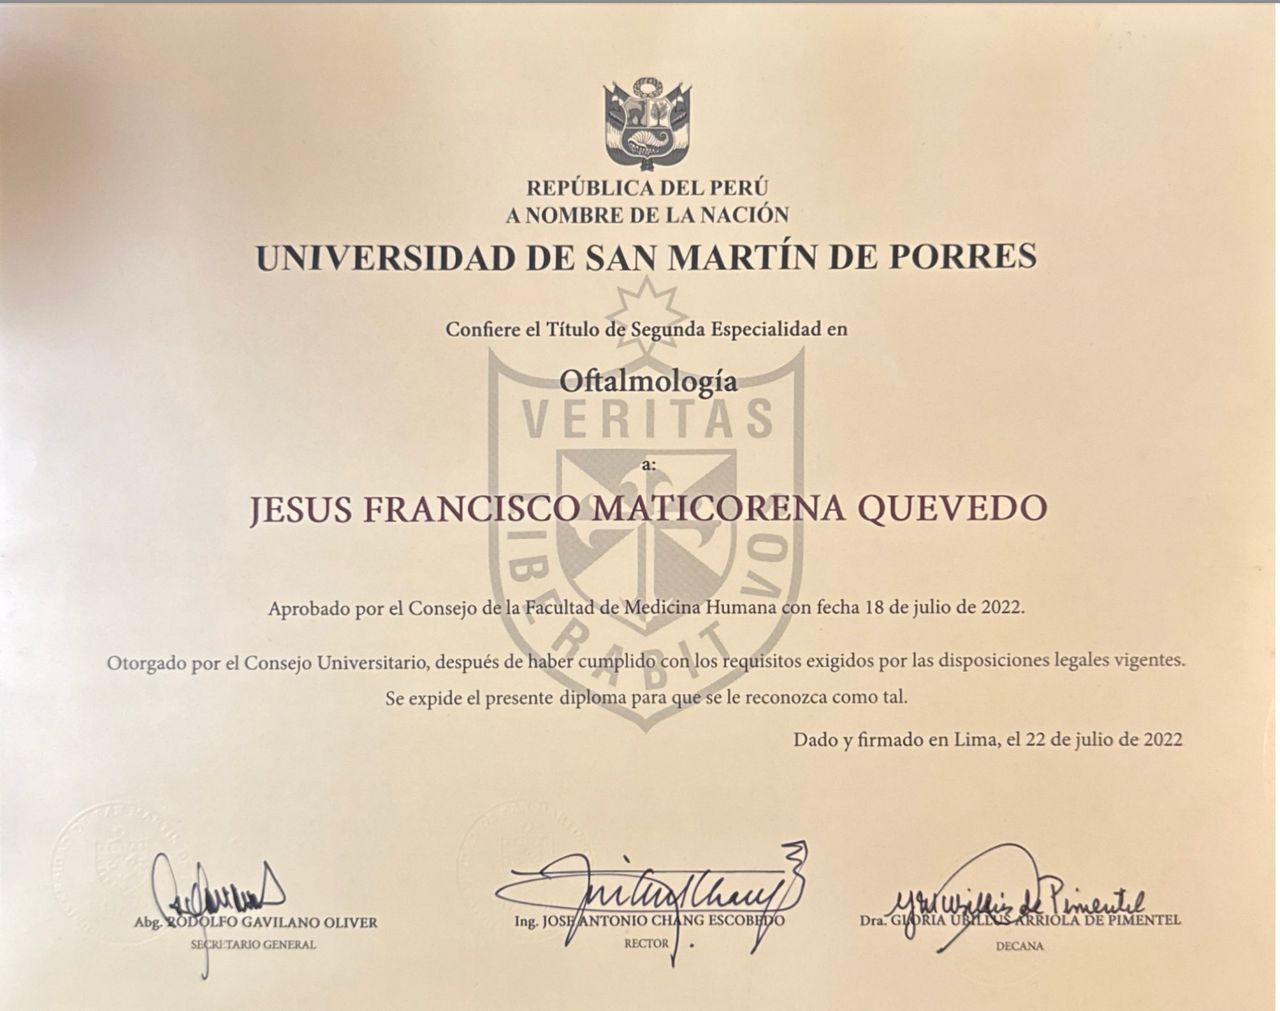 REPÚBLICA DEL PERÚ
A NOMBRE DE LA NACIÓN
UNIVERSIDAD DE SAN MARTÍN DE PORRES
Confiere el Título de Segunda Especialidad en
Oftalmología
VERITAS
LIBERABIT VOS
a:
JESUS FRANCISCO MATICORENA QUEVEDO
Aprobado por el Consejo de la Facultad de Medicina Humana con fecha 18 de julio de 2022.
Otorgado por el Consejo Universitario, después de haber cumplido con los requisitos exigidos por las disposiciones legales vigentes.
Se expide el presente diploma para que se le reconozca como tal.
Dado y firmado en Lima, el 22 de julio de 2022
Abg. RODOLFO GAVILANO OLIVER
SECRETARIO GENERAL
Ing. JOSE ANTONIO CHANG ESCOBEDO
RECTOR
Dra. GLORIA UBILLUS ARRIOLA DE PIMENTEL
DECANA